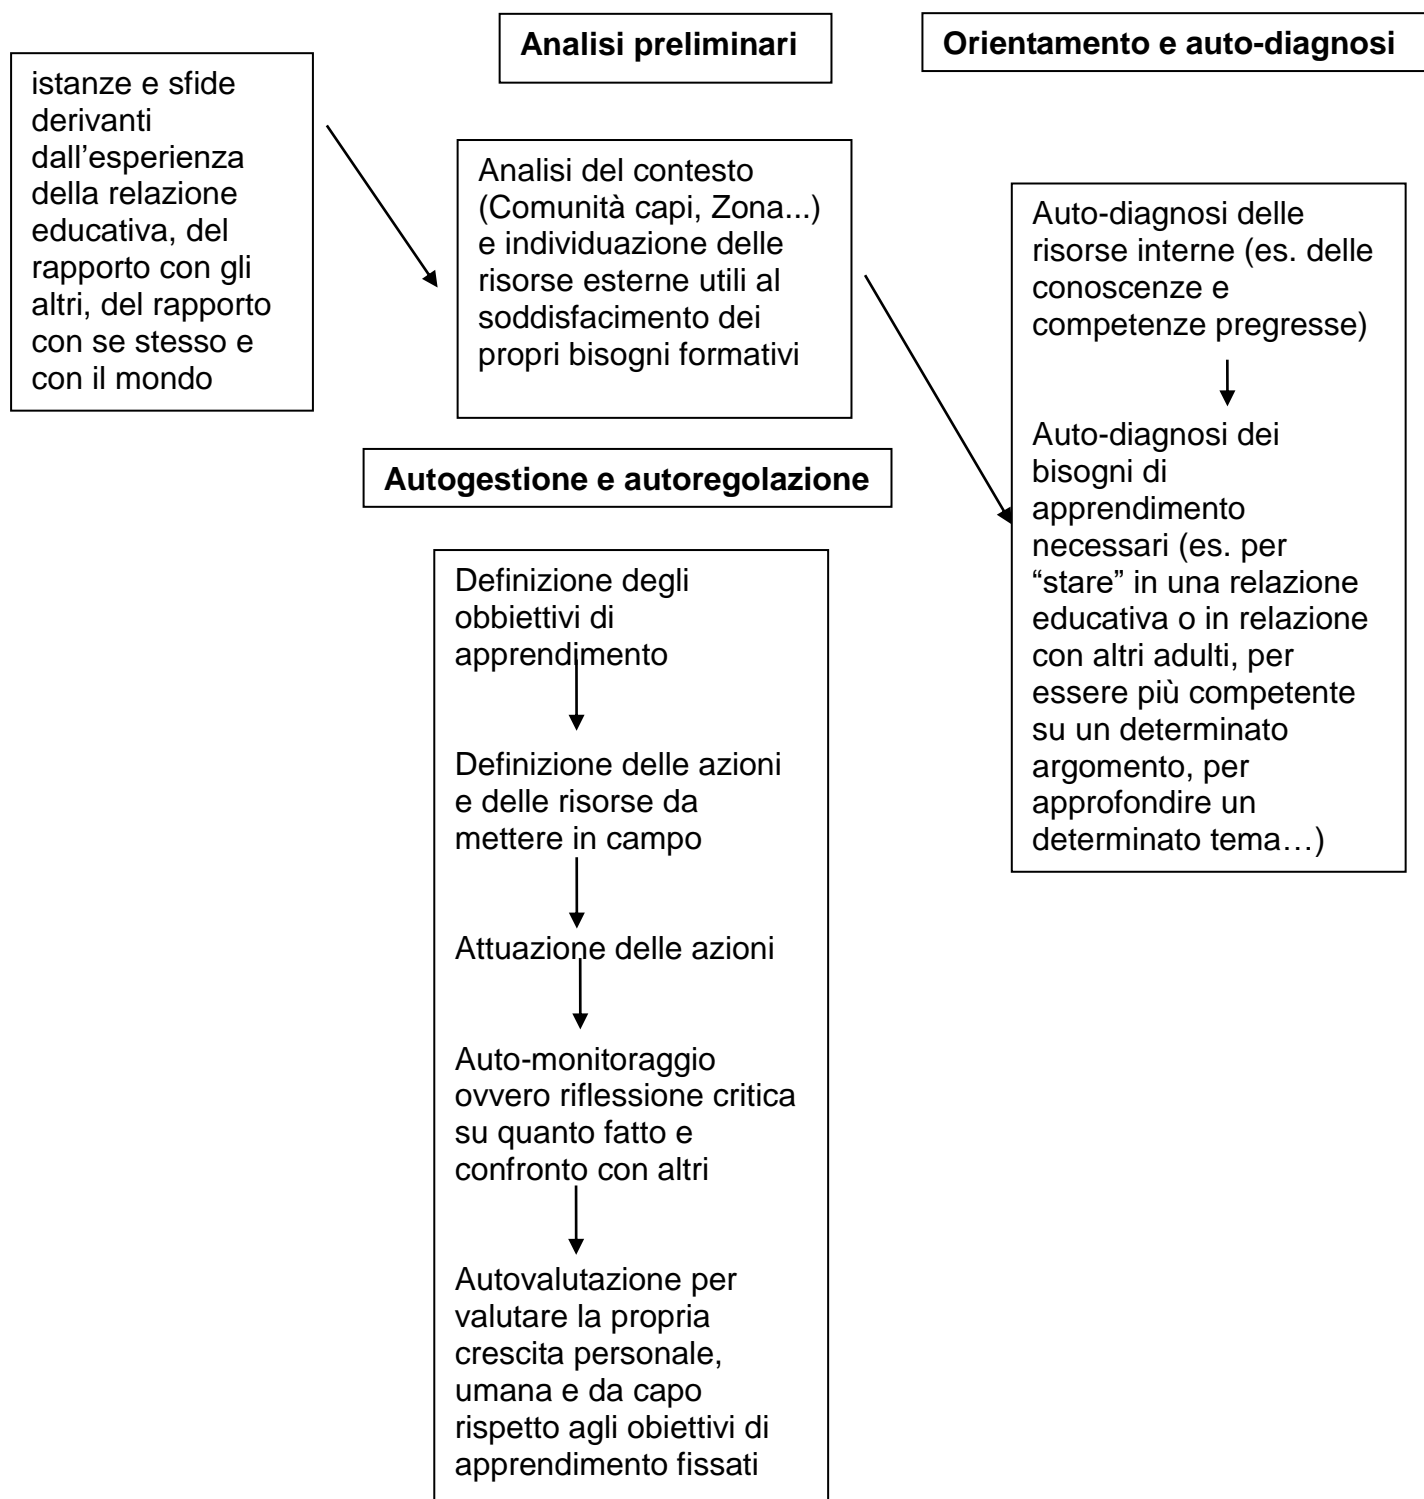 Analisi preliminari
Orientamento e auto-diagnosi
istanze e sfide
derivanti
dall’esperienza
della relazione
educativa, del
rapporto con gli
altri, del rapporto
con se stesso e
con il mondo
Analisi del contesto
(Comunità capi, Zona...)
e individuazione delle
risorse esterne utili al
soddisfacimento dei
propri bisogni formativi
Auto-diagnosi delle
risorse interne (es. delle
conoscenze e
competenze pregresse)
Auto-diagnosi dei
bisogni di
apprendimento
necessari (es. per
“stare” in una relazione
educativa o in relazione
con altri adulti, per
essere più competente
su un determinato
argomento, per
approfondire un
determinato tema…)
Autogestione e autoregolazione
Definizione degli
obbiettivi di
apprendimento
Definizione delle azioni
e delle risorse da
mettere in campo
Attuazione delle azioni
Auto-monitoraggio
ovvero riflessione critica
su quanto fatto e
confronto con altri
Autovalutazione per
valutare la propria
crescita personale,
umana e da capo
rispetto agli obiettivi di
apprendimento fissati